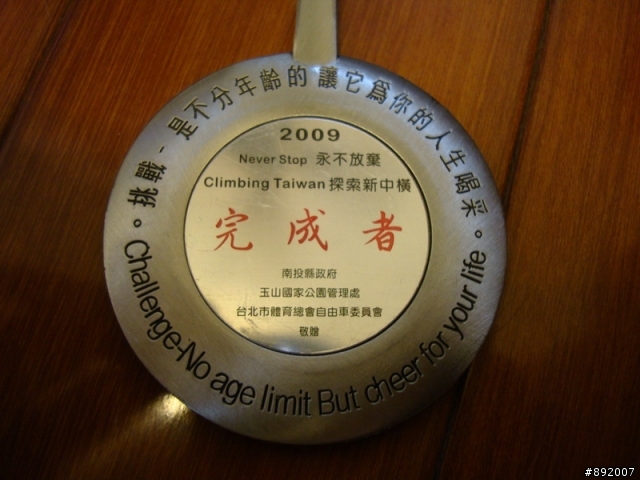 挑戰-是不分年齡的讓它為你的人生喝采。
2009
Never Stop 永不放棄
Climbing Taiwan 探索新中橫
完成者
南投縣政府
玉山國家公園管理處
台北市體育總會自由車委員會
敬贈
Challenge-No age limit But cheer for your life
#892007